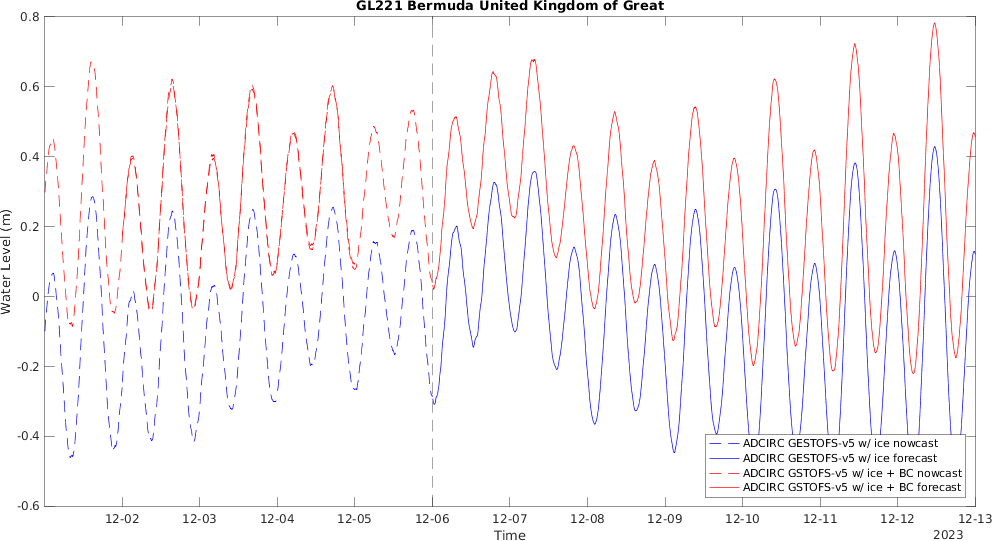 GL221 Bermuda United Kingdom of Great
0.8
0.6
0.4
0.2
0
-0.2
-0.4
-0.6
Water Level (m)
ADCIRC GESTOFS-v5 w/ ice nowcast
ADCIRC GESTOFS-v5 w/ ice forecast
ADCIRC GSTOFS-v5 w/ ice + BC nowcast
ADCIRC GSTOFS-v5 w/ ice + BC forecast
12-02 12-03 12-04 12-05 12-06 12-07 12-08 12-09 12-10 12-11 12-12 12-13
Time
2023